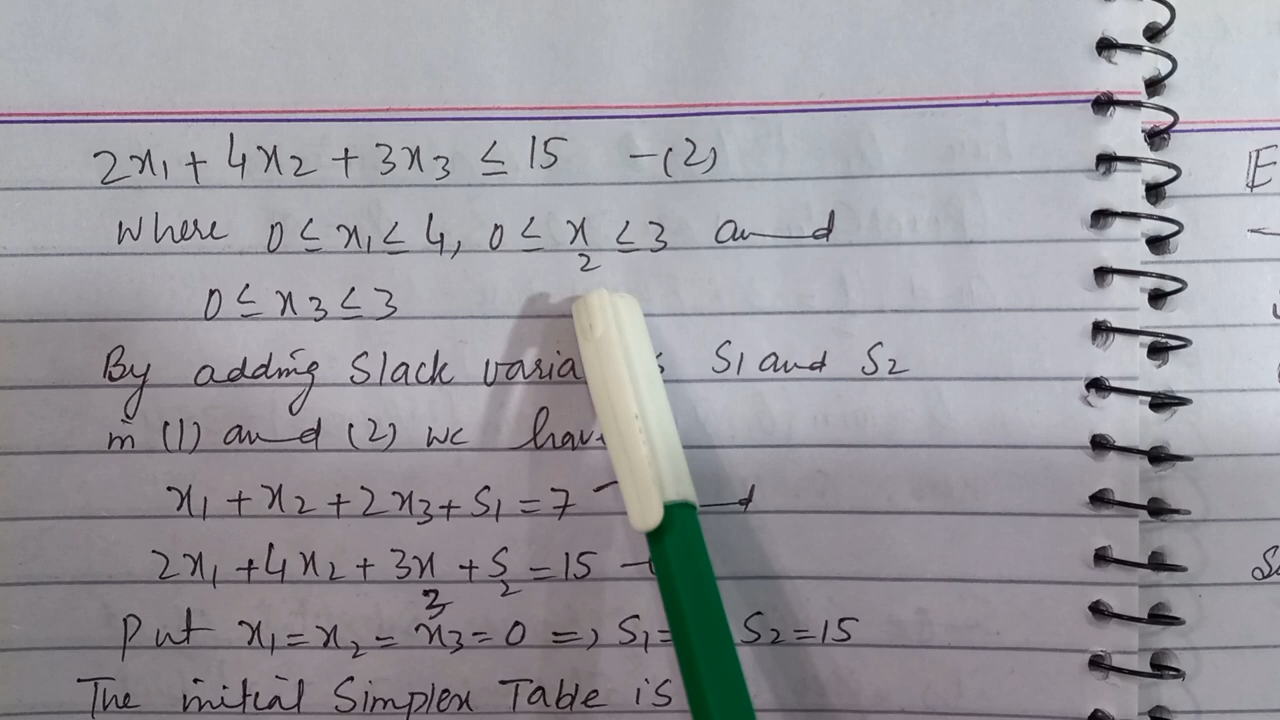 2x₁ + 4x₂ + 3x₃ ≤ 15 -(2)
Where 0 ≤ x₁ ≤ 4, 0 ≤ x₂ ≤ 3 and
0 ≤ x₃ ≤ 3
By adding Slack S₁ and S₂
in (1) and (2) we
x₁ + x₂ + 2x₃ + S₁ = 7
2x₁ + 4x₂ + 3x₃ + S₂ = 15
Put x₁ = x₂ = x₃ = 0 => S₁ = S₂ = 15
The initial Simplex Table is